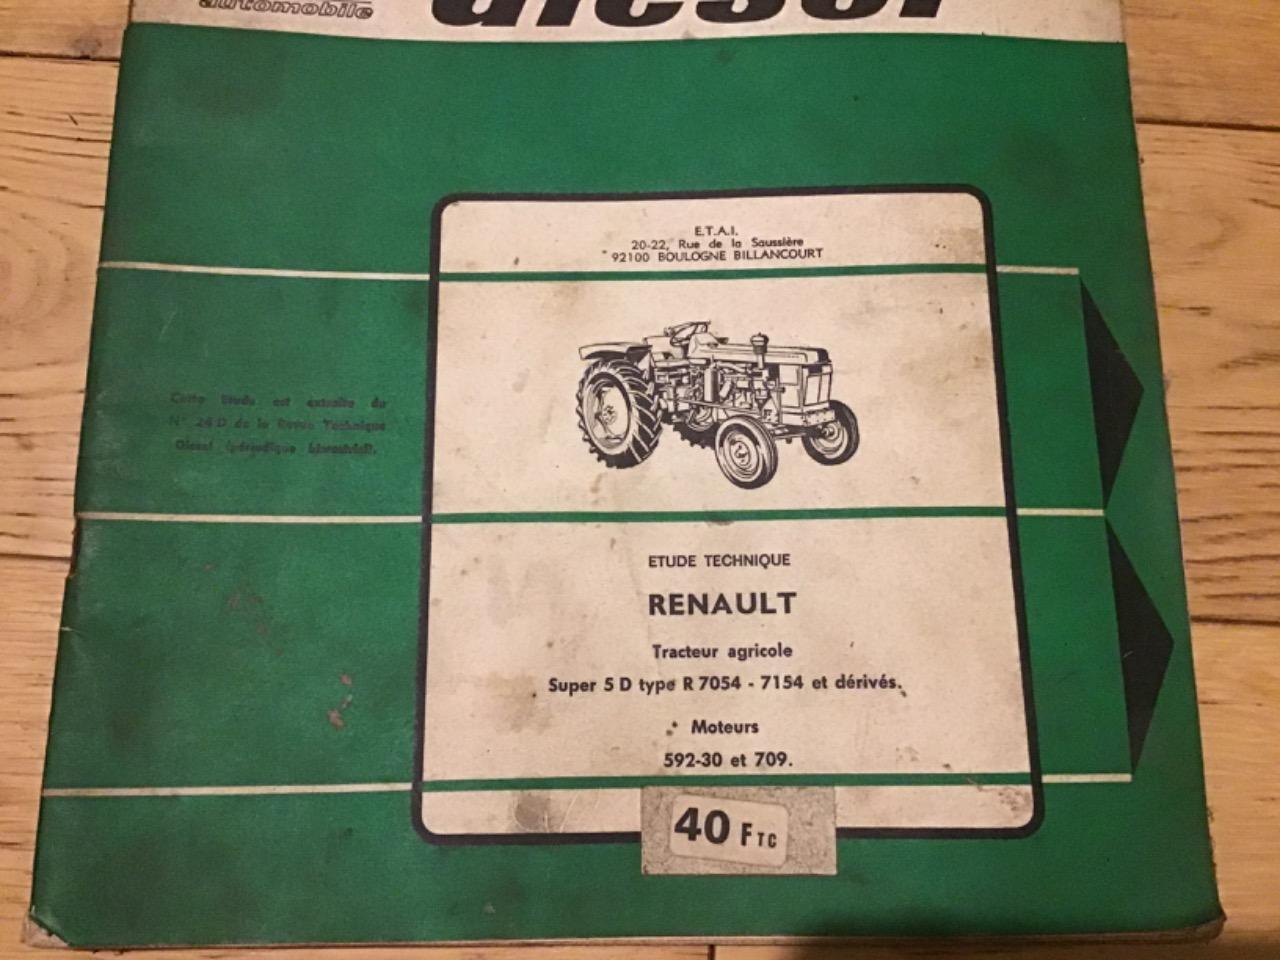 automobile
diesel
E.T.A.I.
20-22, Rue de la Saussière
92100 BOULOGNE BILLANCOURT
Cette Etude est extraite du
N° 24 D de la Revue Technique
Diesel (périodique bimestriel).
ETUDE TECHNIQUE
RENAULT
Tracteur agricole
Super 5 D type R 7054 - 7154 et dérivés.
Moteurs
592-30 et 709.
40 FTC